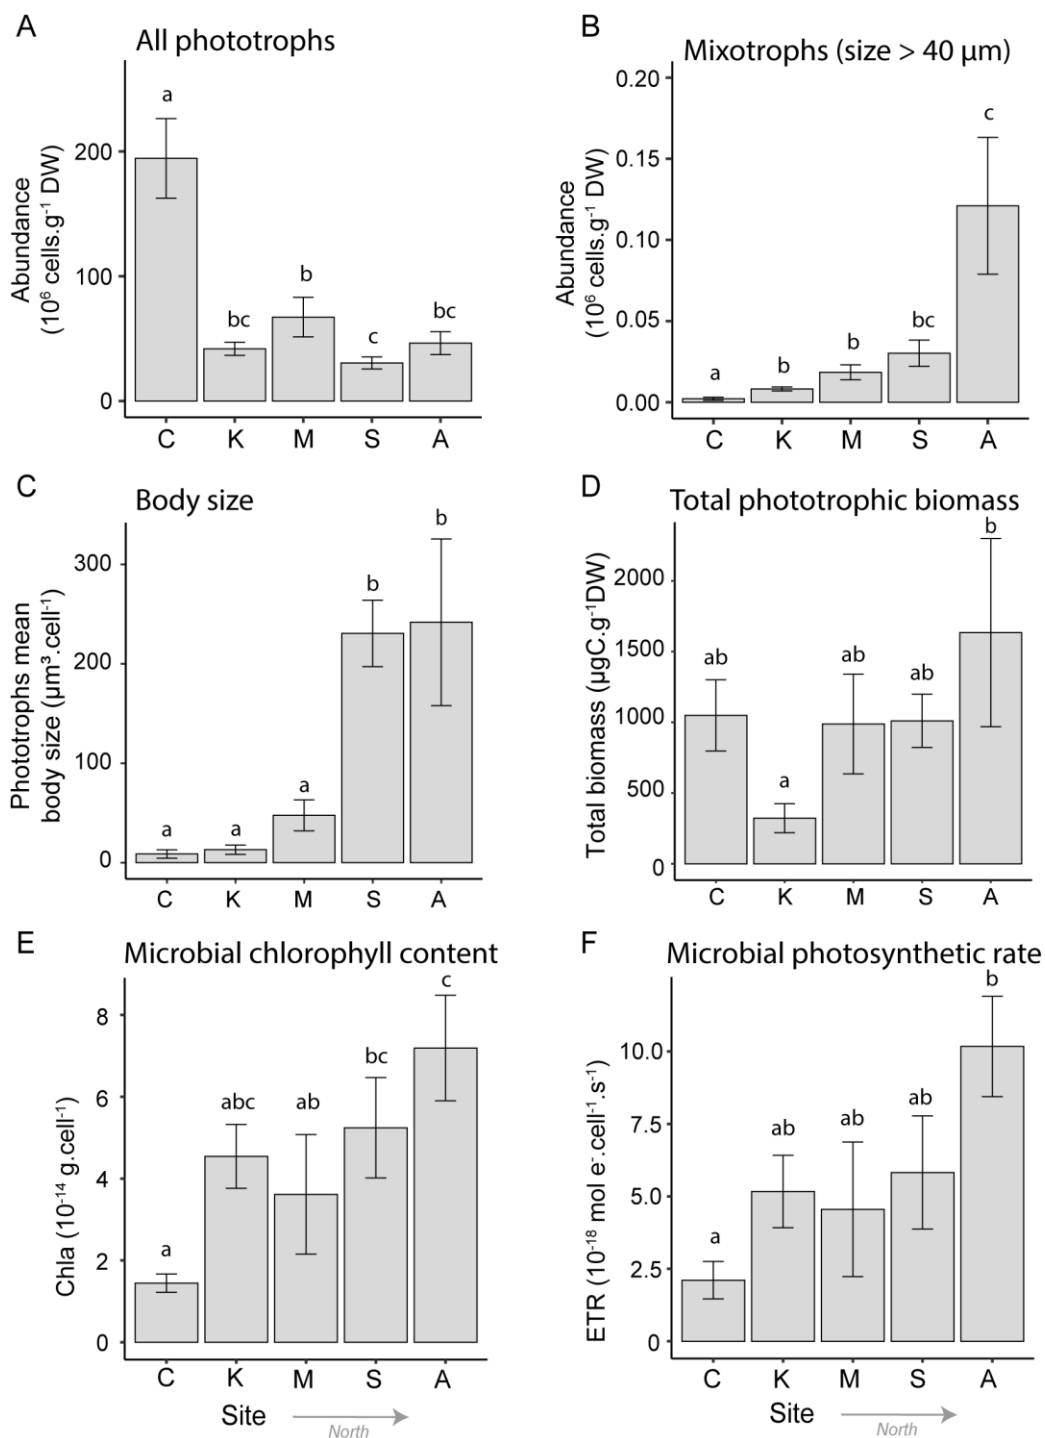 A
All phototrophs
Abundance
(10⁶ cells.g⁻¹ DW)
200
100
0
a
bc
b
c
bc
C K M S A
B
Mixotrophs (size > 40 µm)
Abundance
(10⁶ cells.g⁻¹ DW)
0.20
0.15
0.10
0.05
0.00
a
b
b
bc
c
C K M S A
C
Body size
Phototrophs mean
body size (µm³.cell⁻¹)
300
200
100
0
a
a
a
b
b
C K M S A
D
Total phototrophic biomass
Total biomass (µgC.g⁻¹DW)
2000
1500
1000
500
0
ab
a
ab
ab
b
C K M S A
E
Microbial chlorophyll content
Chla (10⁻¹⁴ g.cell⁻¹)
8
6
4
2
0
a
abc
ab
bc
c
C K M S A
Site
North
F
Microbial photosynthetic rate
ETR (10⁻¹⁸ mol e⁻.cell⁻¹.s⁻¹)
10.0
7.5
5.0
2.5
0
a
ab
ab
ab
b
C K M S A
Site
North